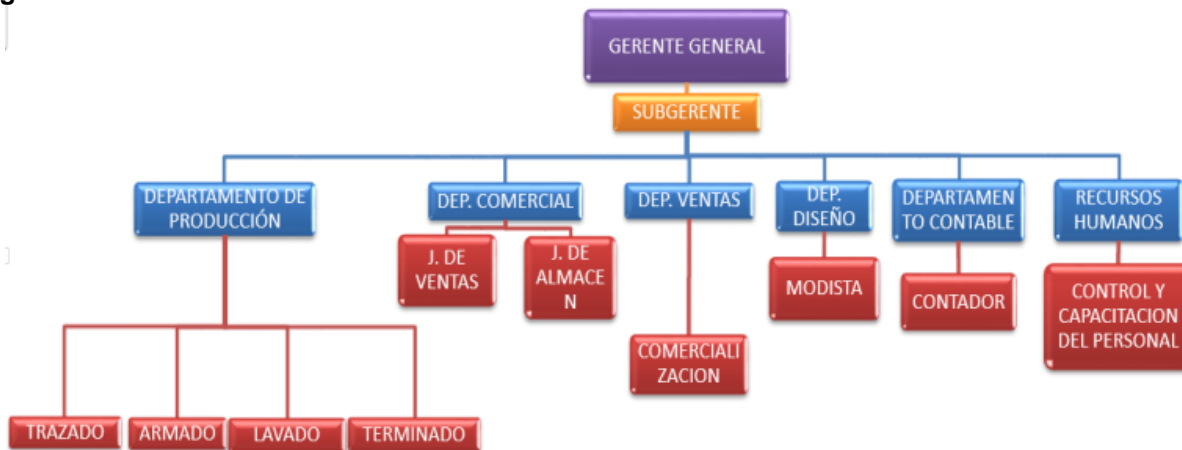 GERENTE GENERAL
SUBGERENTE
DEPARTAMENTO DE
PRODUCCIÓN
DEP. COMERCIAL
DEP. VENTAS
DEP.
DISEÑO
DEPARTAMEN
TO CONTABLE
RECURSOS
HUMANOS
J. DE
VENTAS
J. DE
ALMACE
N
MODISTA
CONTADOR
CONTROL Y
CAPACITACION
DEL PERSONAL
COMERCIALI
ZACION
TRAZADO
ARMADO
LAVADO
TERMINADO